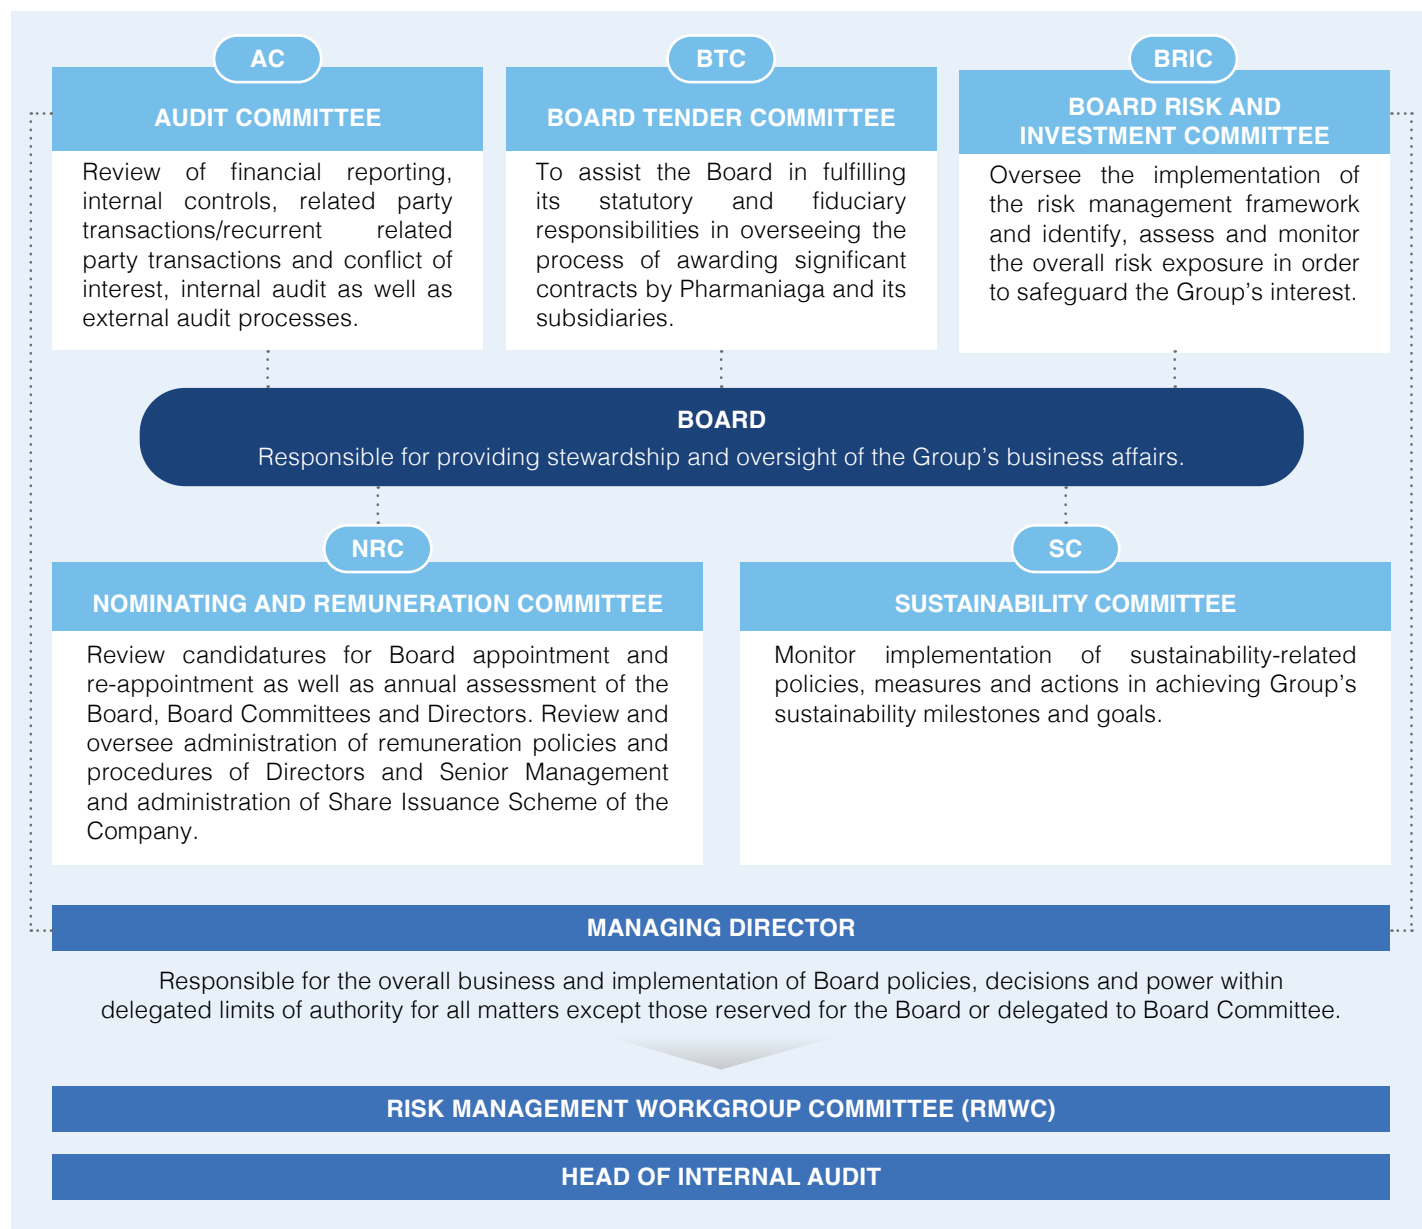 AC
AUDIT COMMITTEE
Review of financial reporting,
internal controls, related party
transactions/recurrent related
party transactions and conflict of
interest, internal audit as well as
external audit processes.
BTC
BOARD TENDER COMMITTEE
To assist the Board in fulfilling
its statutory and fiduciary
responsibilities in overseeing the
process of awarding significant
contracts by Pharmaniaga and its
subsidiaries.
BRIC
BOARD RISK AND
INVESTMENT COMMITTEE
Oversee the implementation of
the risk management framework
and identify, assess and monitor
the overall risk exposure in order
to safeguard the Group’s interest.
BOARD
Responsible for providing stewardship and oversight of the Group’s business affairs.
NRC
NOMINATING AND REMUNERATION COMMITTEE
Review candidatures for Board appointment and
re-appointment as well as annual assessment of the
Board, Board Committees and Directors. Review and
oversee administration of remuneration policies and
procedures of Directors and Senior Management
and administration of Share Issuance Scheme of the
Company.
SC
SUSTAINABILITY COMMITTEE
Monitor implementation of sustainability-related
policies, measures and actions in achieving Group’s
sustainability milestones and goals.
MANAGING DIRECTOR
Responsible for the overall business and implementation of Board policies, decisions and power within
delegated limits of authority for all matters except those reserved for the Board or delegated to Board Committee.
RISK MANAGEMENT WORKGROUP COMMITTEE (RMWC)
HEAD OF INTERNAL AUDIT